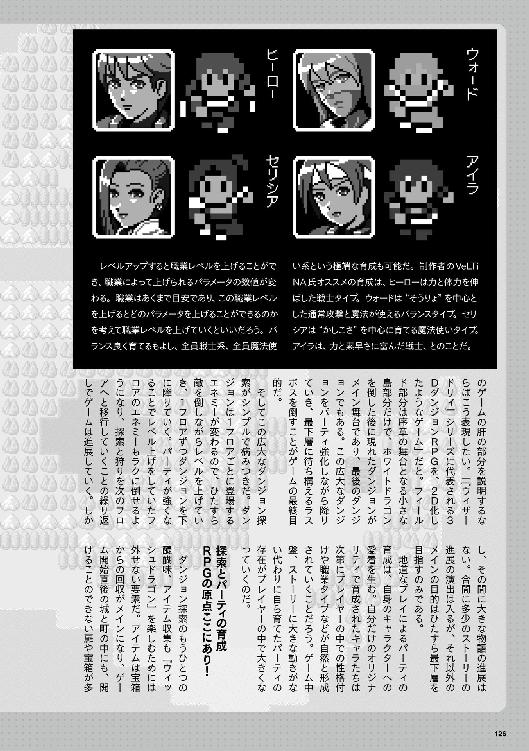 ヒーロー
ウォード
セリシア
アイラ
レベルアップすると職業レベルを上げることがで
き、職業によって上げられるパラメータの数値が変
わる。職業はあくまで目安であり、この職業レベル
を上げるとどのパラメータを上げることができるのか
を考えて職業レベルを上げていくといいだろう。バ
ランス良く育てるもよし、全員戦士系、全員魔法使
い系という極端な育成も可能だ。制作者のVeLTi
NA氏オススメの育成は、ヒーローは力と体力を伸
ばした戦士タイプ。ウォードは“そうりょ”を中心と
した通常攻撃と魔法が使えるバランスタイプ。セリ
シアは“かしこさ”を中心に育てる魔法使いタイプ。
アイラは、力と素早さに富んだ戦士、とのことだ。
のゲームの肝の部分を説明するな
らばこう表現したい。「『ウィザー
ドリィ』シリーズに代表される3
DダンジョンRPGを、2D化し
たようなゲーム」だと。フィール
ド部分は序章の舞台となる小さな
島部分だけで、ホワイトドラゴン
を倒した後に現れたダンジョンが
メイン舞台であり、最後のダンジ
ョンでもある。この広大なダンジ
ョンをパーティ強化しながら降り
ていき、最下層に待ち構えるラス
ボスを倒すことがゲームの最終目
的だ。
そしてこの広大なダンジョン探
索がシンプルで病みつきだ。ダン
ジョンは1フロアごとに登場する
エネミーが変わるので、ひたすら
敵を倒しながらレベルを上げてい
き、1フロアずつダンジョンを下
に降りていく。パーティが強くな
ることでレベル上げをしていたフ
ロアのエネミーもラクに倒せるよ
うになり、探索と狩りを次のフロ
アへと移行していくことの繰り返
しでゲームは進展していく。しか
し、その間に大きな物語の進展は
ない。合間に多少のストーリーの
進展の演出は入るが、それ以外の
メインの目的はひたすら最下層を
目指すのみである。
地道なプレイによるパーティの
育成は、自身のキャラクターへの
愛着を生む。自分だけのオリジナ
リティで育成されたキャラたちは
次第にプレイヤーの中での性格付
けや職業タイプなどが自然と形成
されていくことだろう。ゲーム中
盤、ストーリーに大きな動きがな
い代わりに自ら育てたパーティの
存在がプレイヤーの中で大きくな
っていくのだ。
探索とパーティの育成
RPGの原点ここにあり!
ダンジョン探索のもうひとつの
醍醐味、アイテム収集も『ウィッ
シュドラゴン』を楽しむためには
外せない要素だ。アイテムは宝箱
からの回収がメインになり、ゲー
ム開始直後の城と町の中にも、開
けることのできない扉や宝箱が多
126